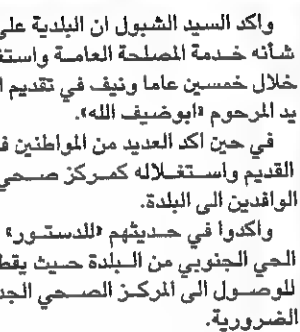 واكد السيد الشبول ان البلدية على
شأنه خدمة المصلحة العامة واستغ
خلال خمسين عاما ونيف في تقديم ا
يد المرحوم «ابوضيف الله».
في حين اكد العديد من المواطنين ف
القديم واستغلاله كمركز صحي
الوافدين الى البلدة.
واكدوا في حديثهم «للدستور»
الحي الجنوبي من البلدة حيث يقط
للوصول الى المركز الصحي الجد
الضرورية.